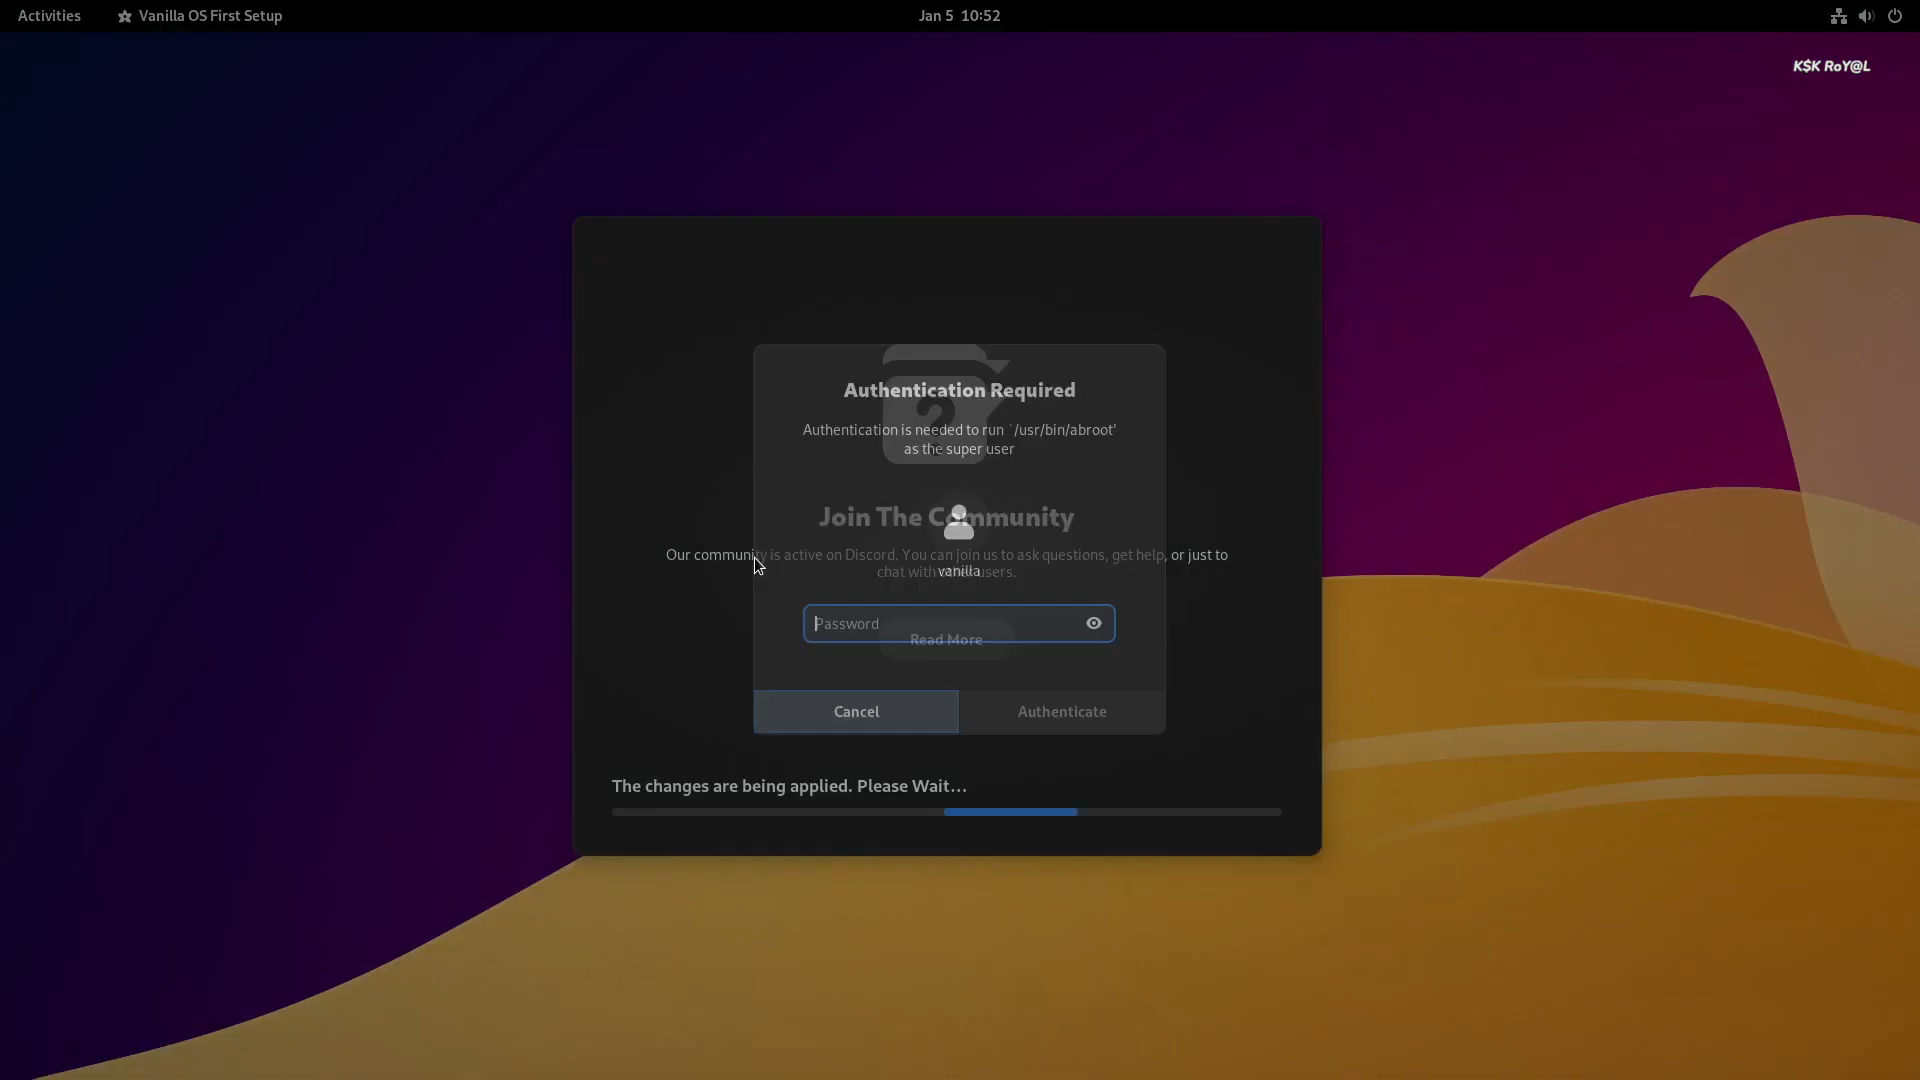 Activities
Vanilla OS First Setup
Jan 5 10:52
K$K RoY@L
Authentication Required
Authentication is needed to run `/usr/bin/abroot'
as the super user
Join The Community
Our community is active on Discord. You can join us to ask questions, get help, or just to
chat with other users.
vanilla
Password
Read More
Cancel
Authenticate
The changes are being applied. Please Wait...